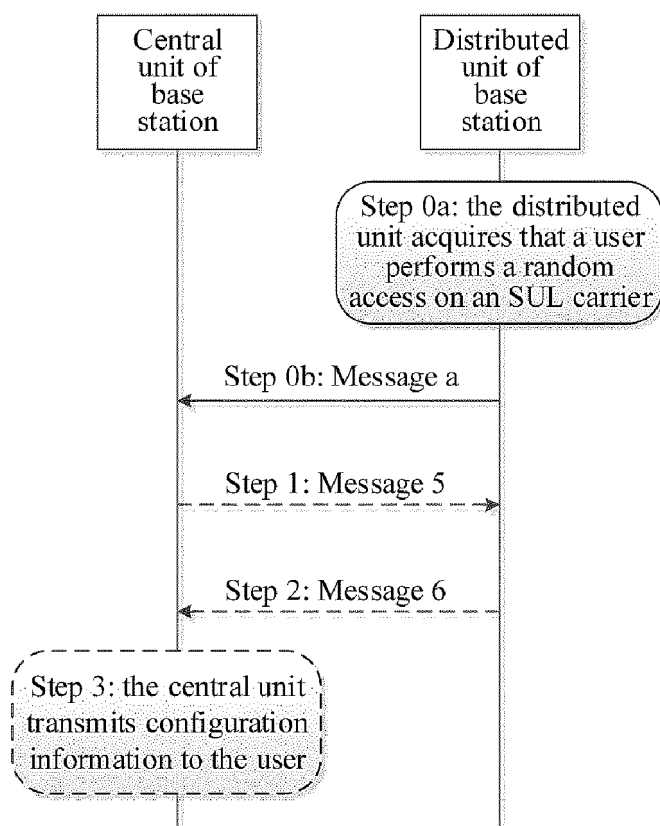 Central
unit of
base
station
Distributed
unit of
base
station
Step 0a: the distributed
unit acquires that a user
performs a random
access on an SUL carrier
Step 0b: Message a
Step 1: Message 5
Step 2: Message 6
Step 3: the central unit
transmits configuration
information to the user